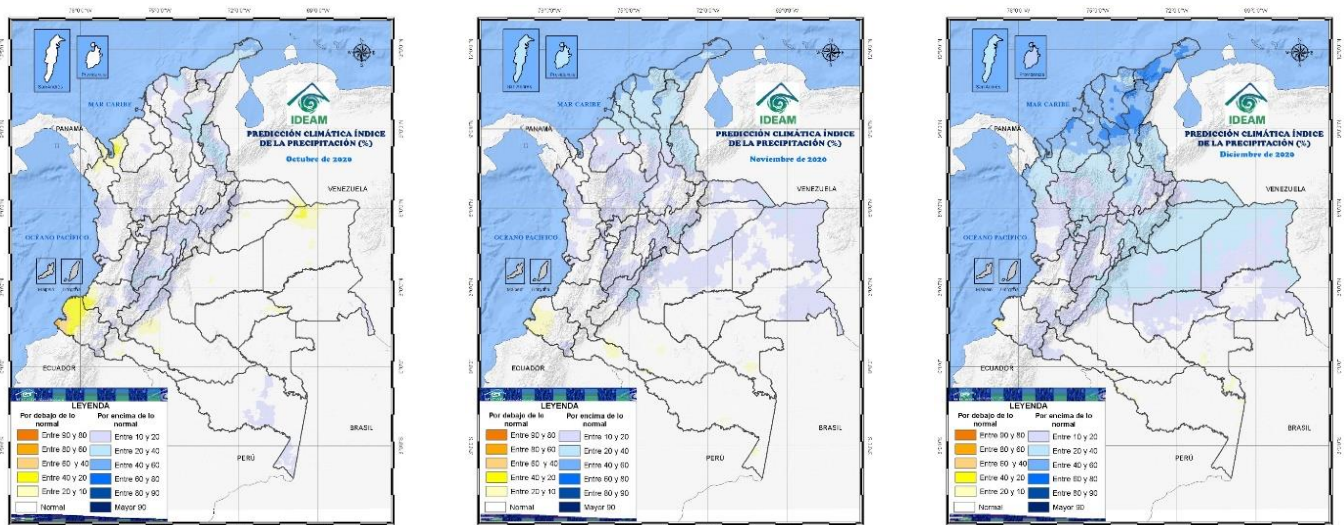 MAR CARIBE
PANAMÁ
IDEAM
PREDICCIÓN CLIMÁTICA ÍNDICE
DE LA PRECIPITACIÓN (%)
Octubre de 2020
VENEZUELA
OCÉANO PACÍFICO
ECUADOR
BRASIL
PERÚ
LEYENDA
Por debajo de lo normal
Por encima de lo normal
Entre 90 y 80
Entre 10 y 20
Entre 80 y 60
Entre 20 y 40
Entre 60 y 40
Entre 40 y 60
Entre 40 y 20
Entre 60 y 80
Entre 20 y 10
Entre 80 y 90
Normal
Mayor 90
MAR CARIBE
PANAMÁ
IDEAM
PREDICCIÓN CLIMÁTICA ÍNDICE
DE LA PRECIPITACIÓN (%)
Noviembre de 2020
VENEZUELA
OCÉANO PACÍFICO
ECUADOR
BRASIL
PERÚ
LEYENDA
Por debajo de lo normal
Por encima de lo normal
Entre 90 y 80
Entre 10 y 20
Entre 80 y 60
Entre 20 y 40
Entre 60 y 40
Entre 40 y 60
Entre 40 y 20
Entre 60 y 80
Entre 20 y 10
Entre 80 y 90
Normal
Mayor 90
MAR CARIBE
PANAMÁ
IDEAM
PREDICCIÓN CLIMÁTICA ÍNDICE
DE LA PRECIPITACIÓN (%)
Diciembre de 2020
VENEZUELA
OCÉANO PACÍFICO
ECUADOR
BRASIL
PERÚ
LEYENDA
Por debajo de lo normal
Por encima de lo normal
Entre 90 y 80
Entre 10 y 20
Entre 80 y 60
Entre 20 y 40
Entre 60 y 40
Entre 40 y 60
Entre 40 y 20
Entre 60 y 80
Entre 20 y 10
Entre 80 y 90
Normal
Mayor 90